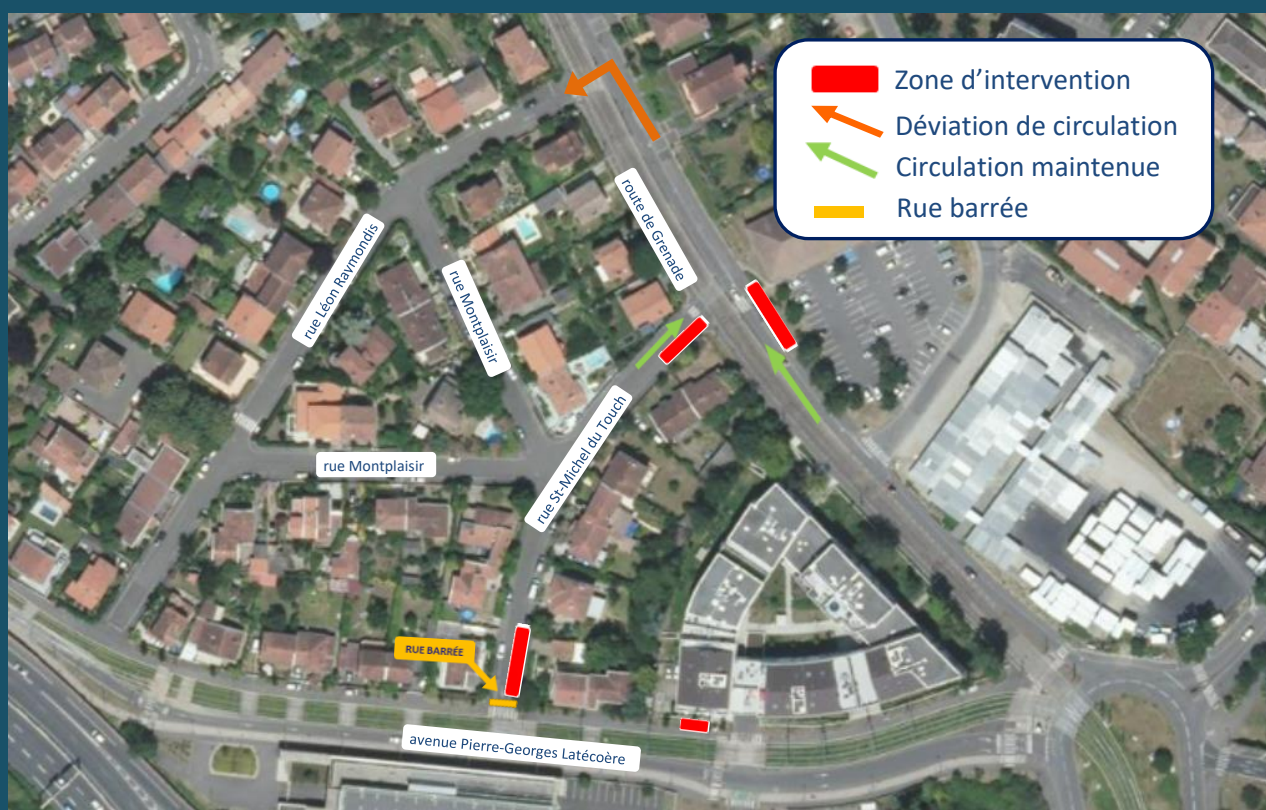 Zone d'intervention
Déviation de circulation
Circulation maintenue
Rue barrée
route de Grenade
rue Léon Raymondis
rue Montplaisir
rue St-Michel du Touch
rue Montplaisir
RUE BARRÉE
avenue Pierre-Georges Latécoère